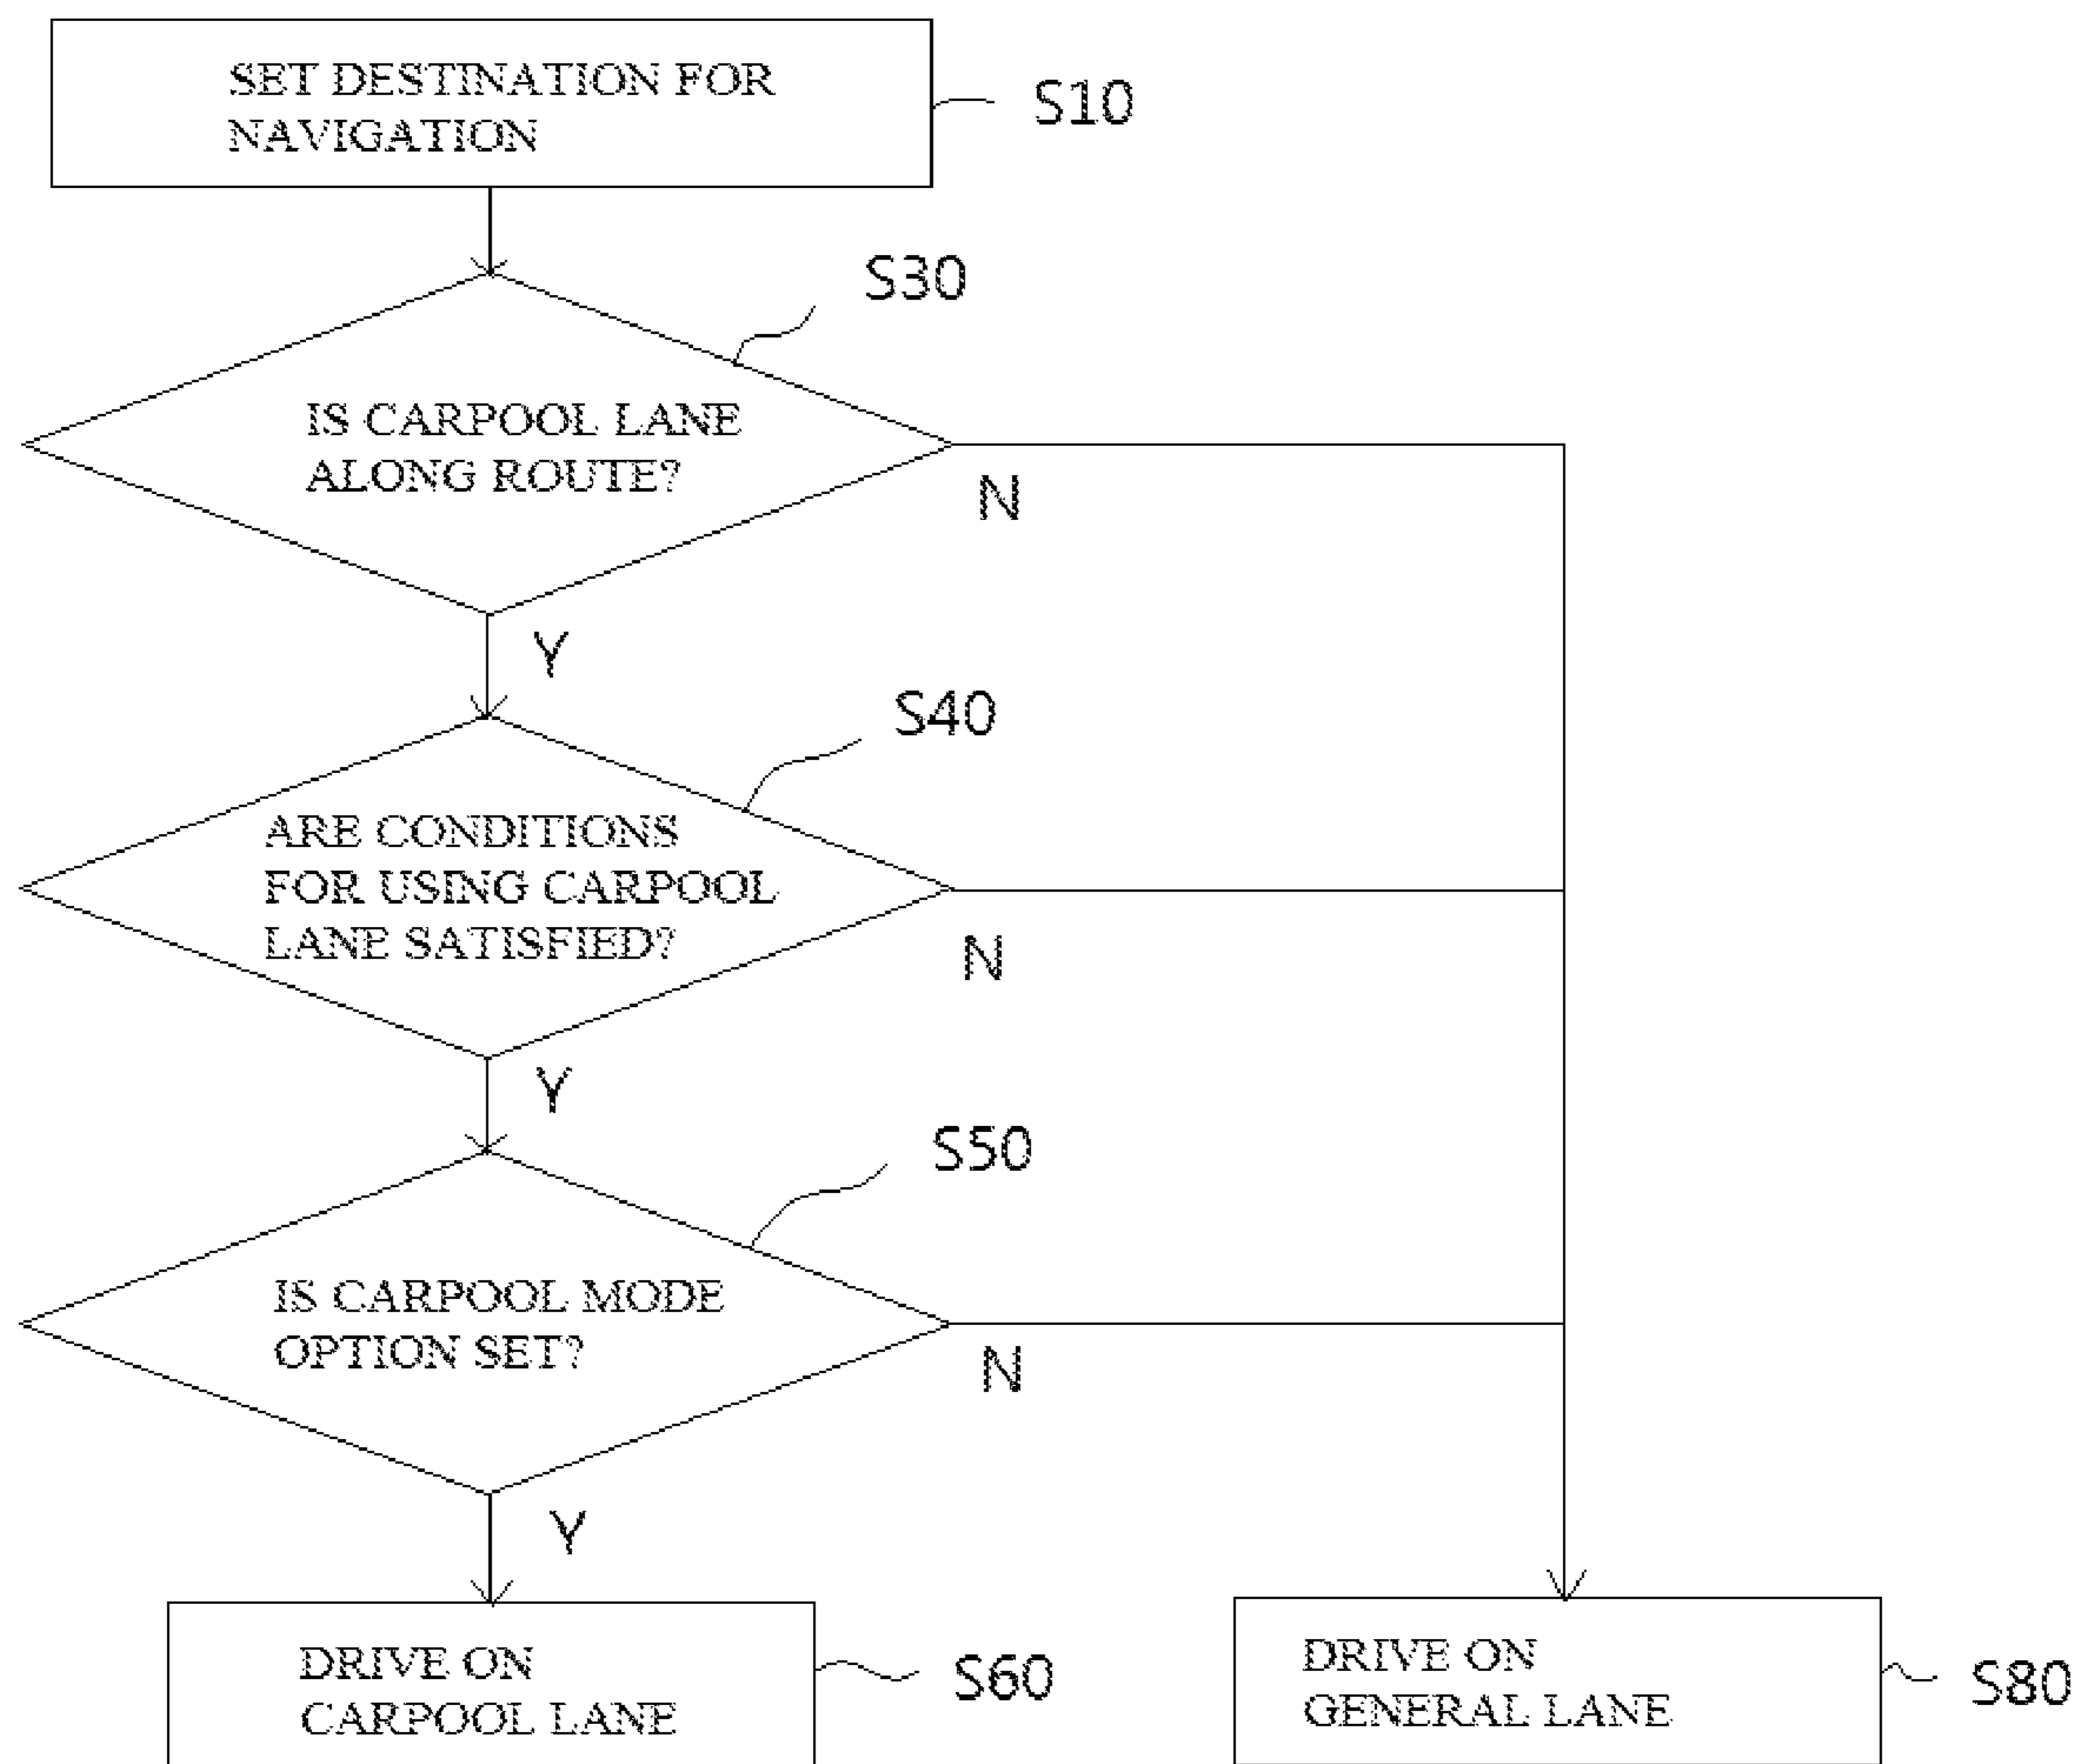 SET DESTINATION FOR
NAVIGATION
S10
S30
IS CARPOOL LANE
ALONG ROUTE?
N
Y
S40
ARE CONDITIONS
FOR USING CARPOOL
LANE SATISFIED?
N
Y
S50
IS CARPOOL MODE
OPTION SET?
N
Y
DRIVE ON
CARPOOL LANE
S60
DRIVE ON
GENERAL LANE
S80